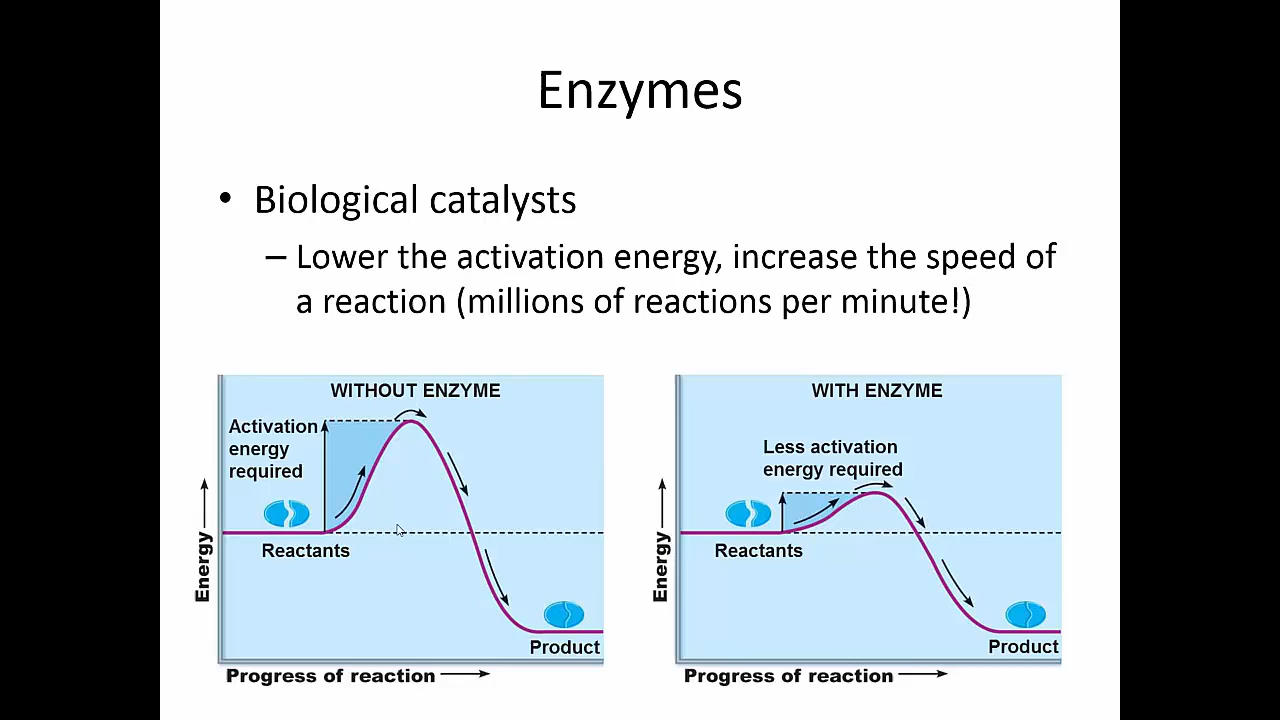 Enzymes
• Biological catalysts
– Lower the activation energy, increase the speed of
a reaction (millions of reactions per minute!)
WITHOUT ENZYME
Activation
energy
required
Reactants
Product
Energy
Progress of reaction
WITH ENZYME
Less activation
energy required
Reactants
Product
Energy
Progress of reaction